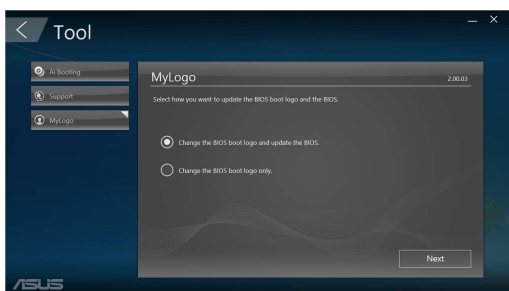 Tool
Ai Booting
Support
MyLogo
MyLogo
2.00.03
Select how you want to update the BIOS boot logo and the BIOS.
Change the BIOS boot logo and update the BIOS.
Change the BIOS boot logo only.
Next
ASUS